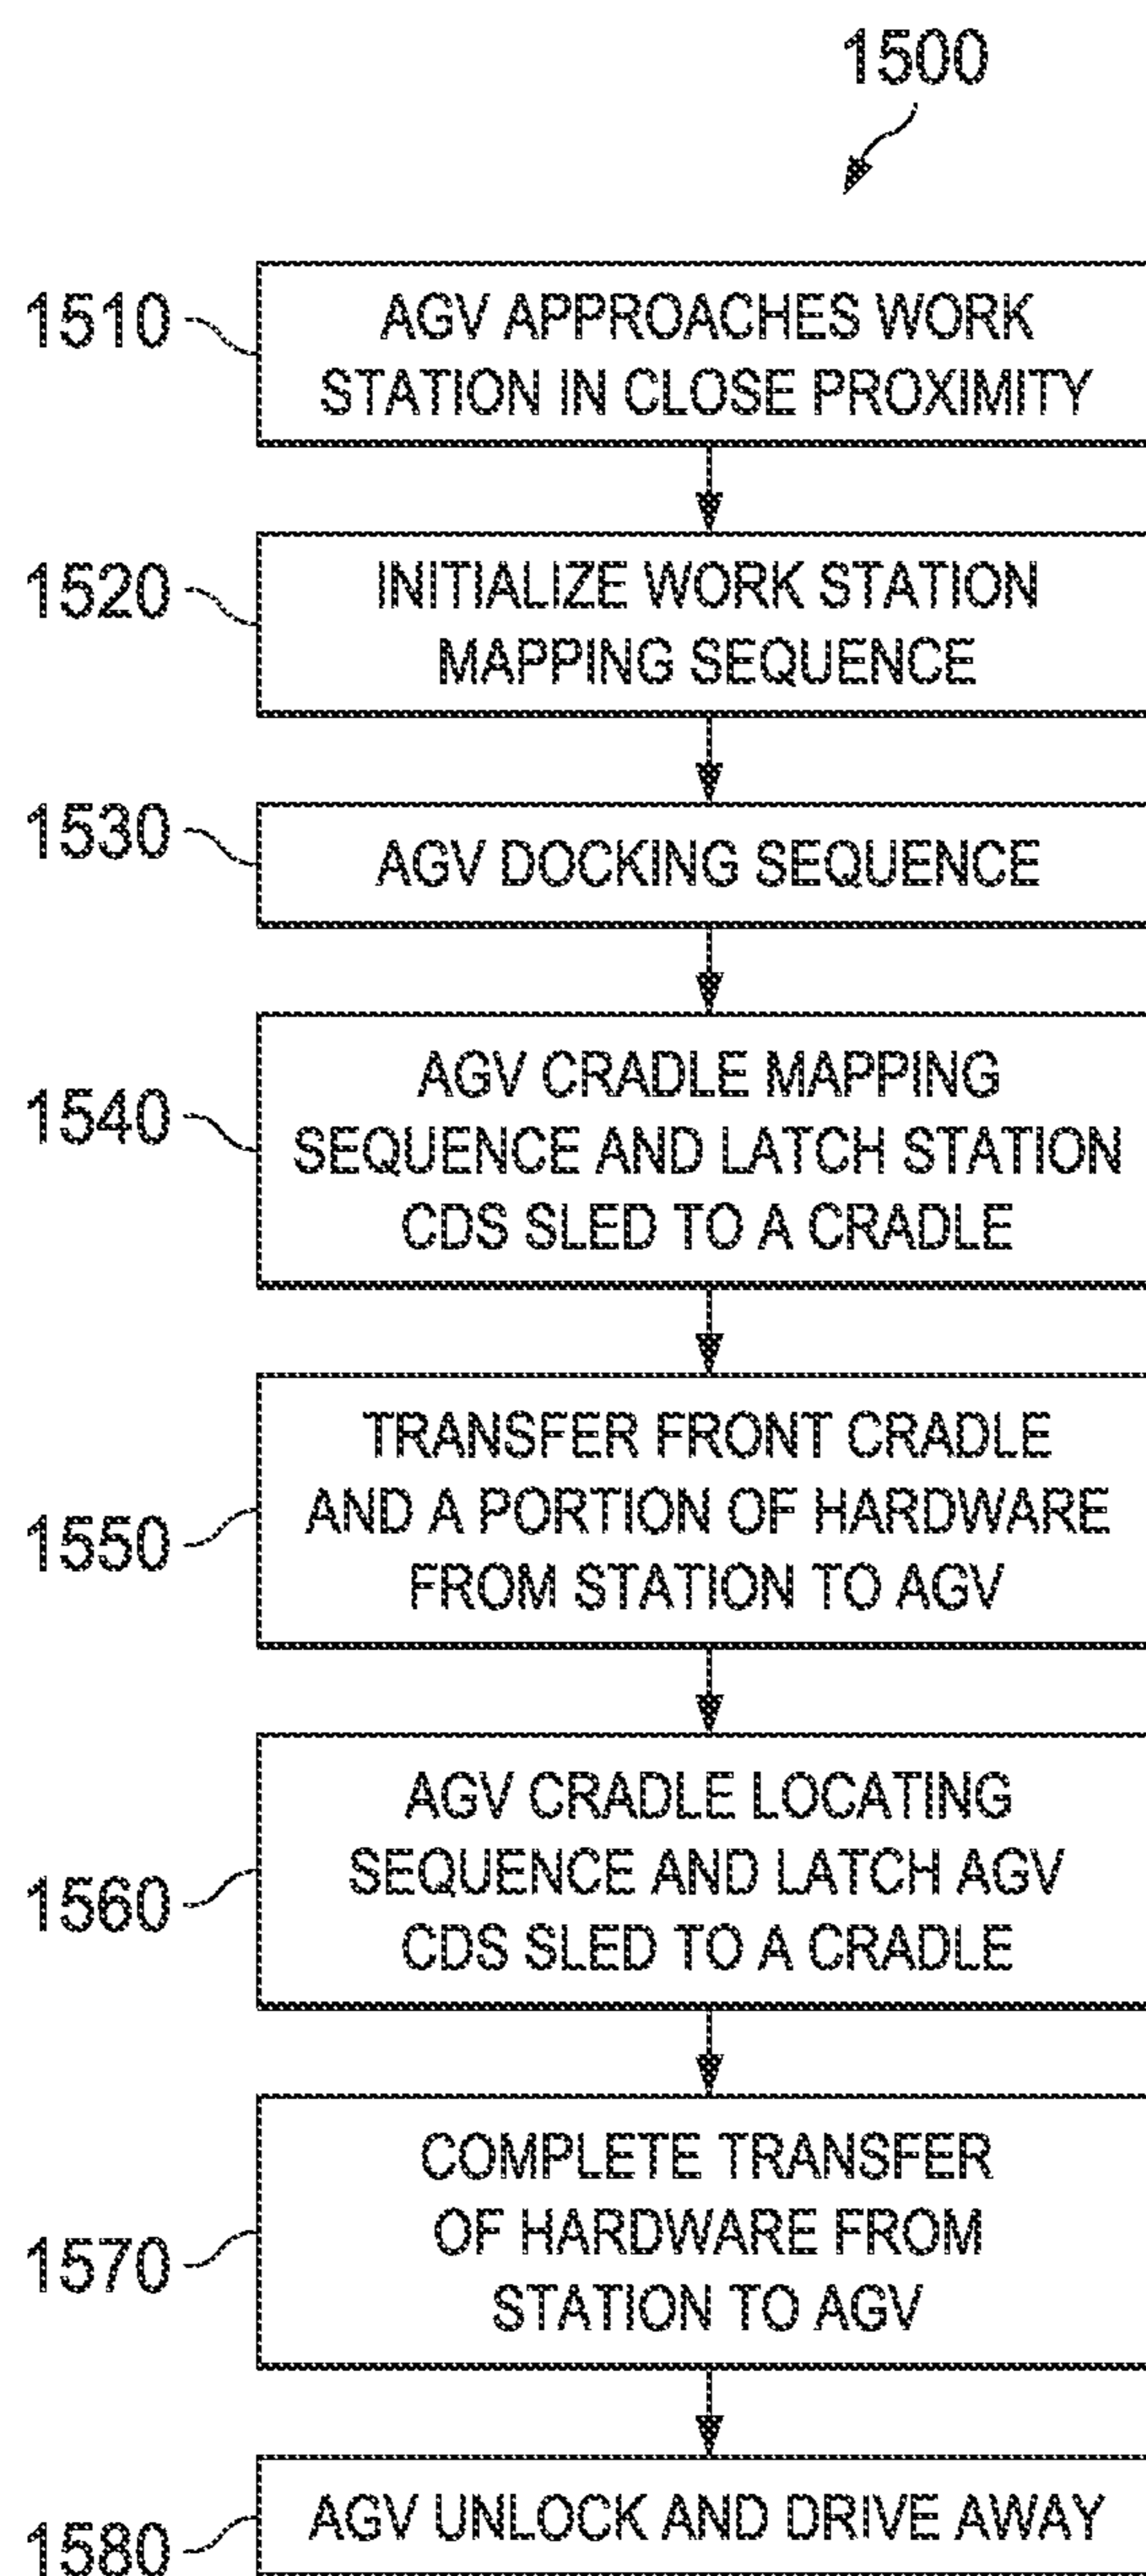 1500
1510
AGV APPROACHES WORK
STATION IN CLOSE PROXIMITY
1520
INITIALIZE WORK STATION
MAPPING SEQUENCE
1530
AGV DOCKING SEQUENCE
1540
AGV CRADLE MAPPING
SEQUENCE AND LATCH STATION
CDS SLED TO A CRADLE
1550
TRANSFER FRONT CRADLE
AND A PORTION OF HARDWARE
FROM STATION TO AGV
1560
AGV CRADLE LOCATING
SEQUENCE AND LATCH AGV
CDS SLED TO A CRADLE
1570
COMPLETE TRANSFER
OF HARDWARE FROM
STATION TO AGV
1580
AGV UNLOCK AND DRIVE AWAY